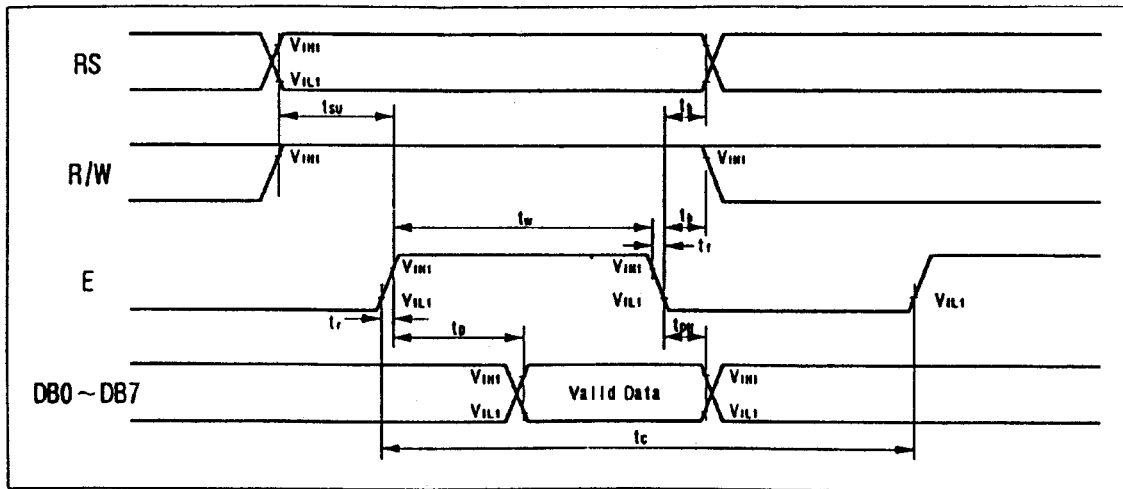 RS VIH1 VIL1
tsu th
R/W VIH1 VIH1
tw th tf
E VIH1 VIH1
VIL1 VIL1 VIL1
tr tD tDH
DB0~DB7 VIH1 Valid Data VIH1
VIL1 VIL1
tc